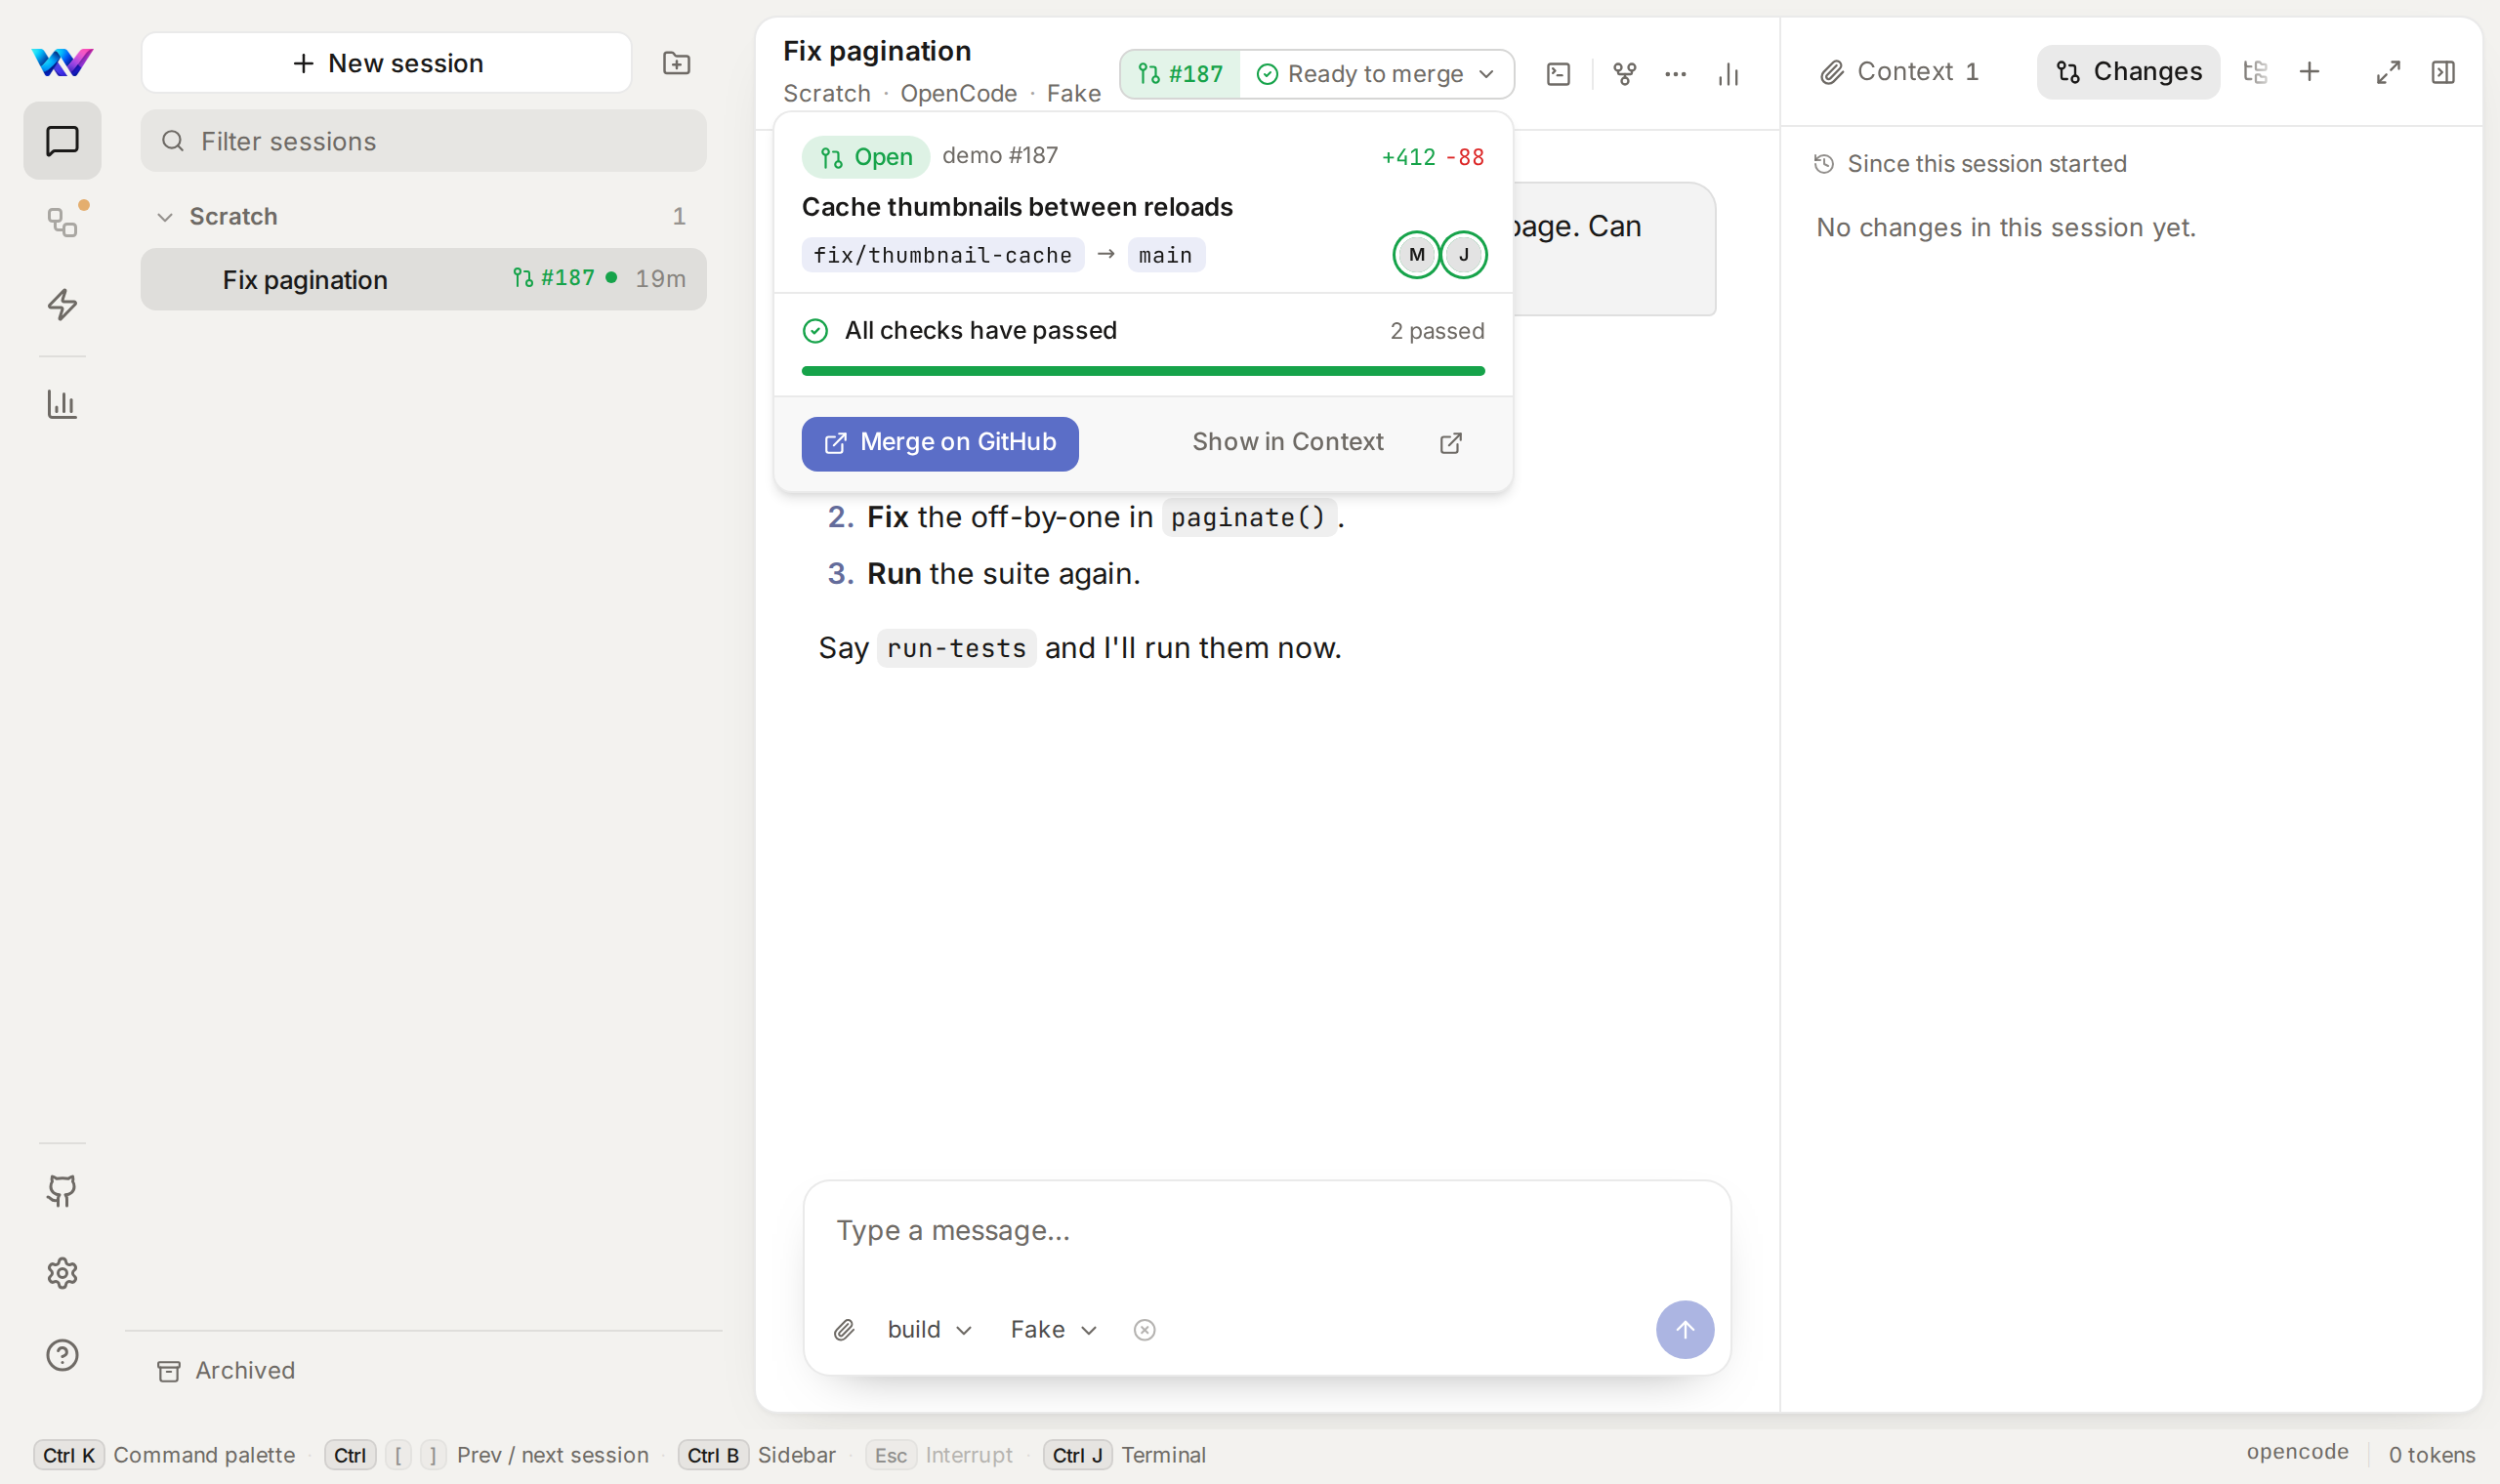 New session
Filter sessions
Scratch 1
Fix pagination #187 19m
Archived
Fix pagination
Scratch · OpenCode · Fake
#187 Ready to merge
Open demo #187 +412 -88
Cache thumbnails between reloads
fix/thumbnail-cache → main M J
All checks have passed 2 passed
Merge on GitHub Show in Context
page. Can
2. Fix the off-by-one in paginate().
3. Run the suite again.
Say run-tests and I'll run them now.
Type a message...
build Fake
Context 1 Changes
Since this session started
No changes in this session yet.
Ctrl K Command palette · Ctrl [ ] Prev / next session · Ctrl B Sidebar · Esc Interrupt · Ctrl J Terminal
opencode 0 tokens